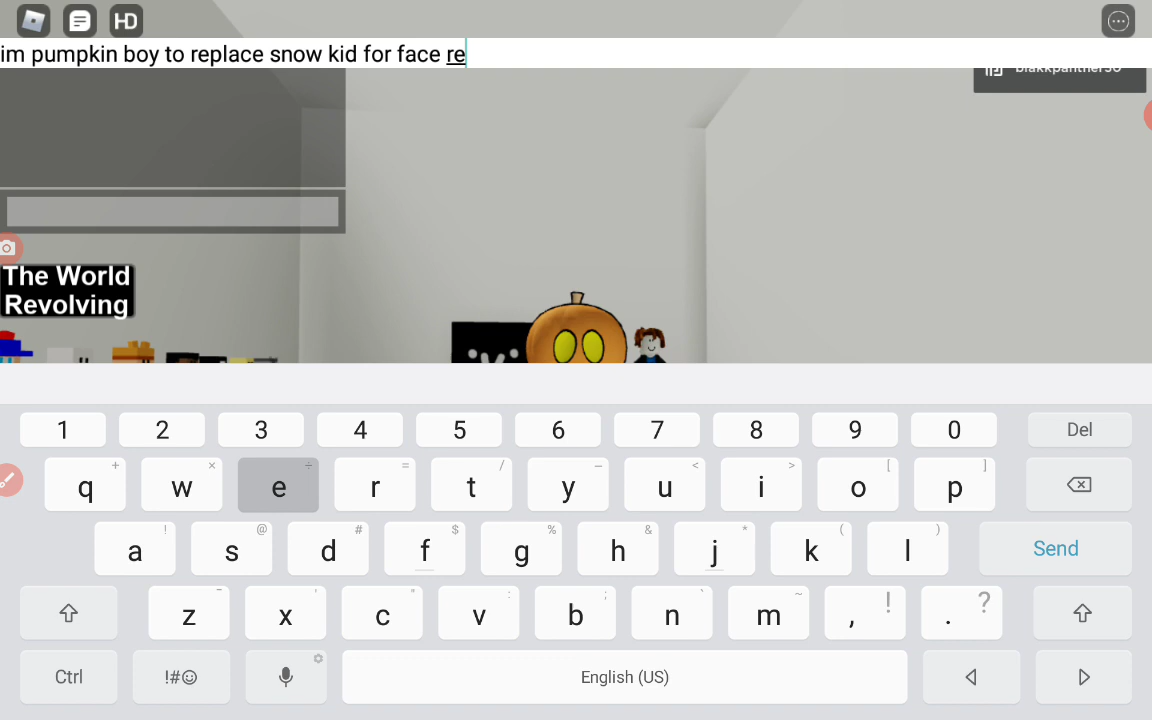 HD
im pumpkin boy to replace snow kid for face re
The World
Revolving
1 2 3 4 5 6 7 8 9 0 Del
q + w × e ÷ r = t / y – u < i > o [ p ]
a ! s @ d # f $ g % h & j * k ( l ) Send
z x ' c " v : b ; n ` m ~ , ! . ?
Ctrl !#☺ English (US)